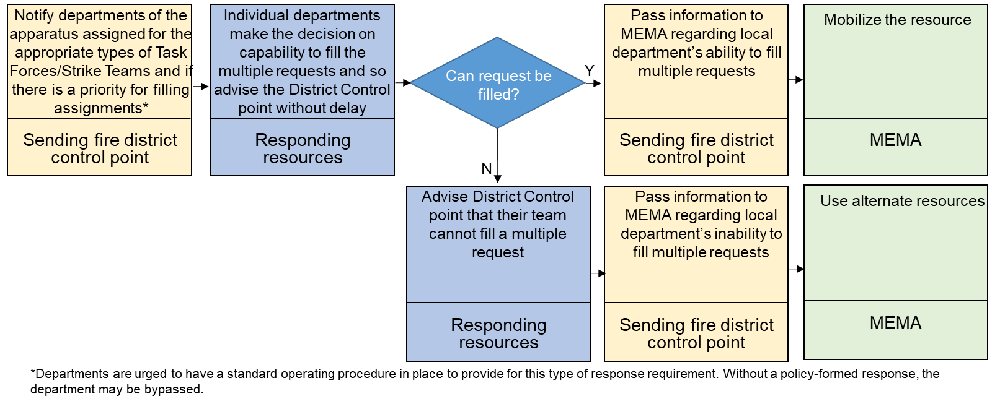 Notify departments of the
apparatus assigned for the
appropriate types of Task
Forces/Strike Teams and if
there is a priority for filling
assignments*
Sending fire district
control point
Individual departments
make the decision on
capability to fill the
multiple requests and so
advise the District Control
point without delay
Responding
resources
Can request be
filled?
Y
Pass information to
MEMA regarding local
department's ability to fill
multiple requests
Sending fire district
control point
Mobilize the resource
MEMA
N
Advise District Control
point that their team
cannot fill a multiple
request
Responding
resources
Pass information to
MEMA regarding local
department's inability to
fill multiple requests
Sending fire district
control point
Use alternate resources
MEMA
*Departments are urged to have a standard operating procedure in place to provide for this type of response requirement. Without a policy-formed response, the
department may be bypassed.